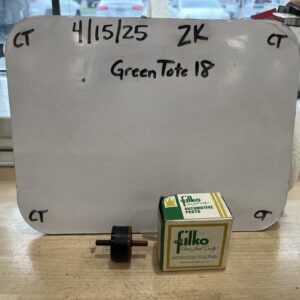 CT 4/15/25 ZK CT
Green Tote 18
CT CT
filko
AUTOMOTIVE
PARTS
filko